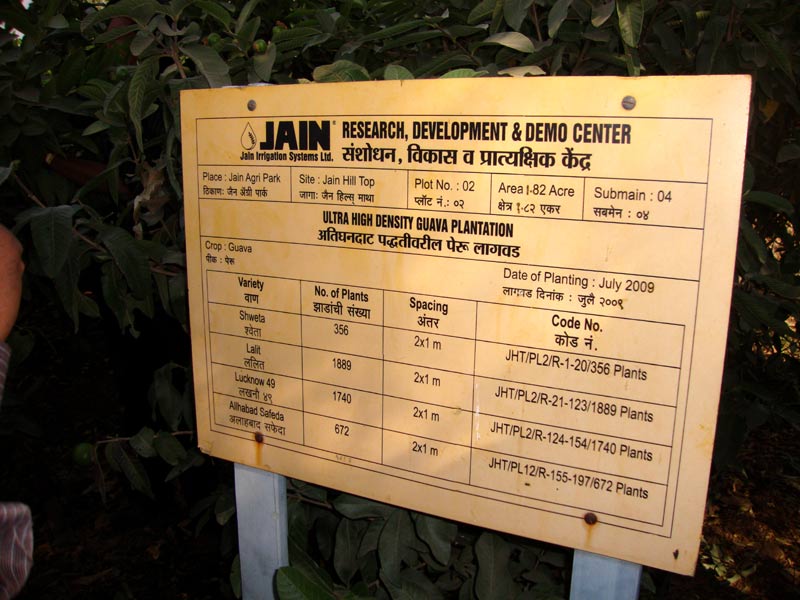 JAIN® RESEARCH, DEVELOPMENT & DEMO CENTER
Jain Irrigation Systems Ltd. संशोधन, विकास व प्रात्यक्षिक केंद्र
Place : Jain Agri Park Site : Jain Hill Top Plot No. : 02 Area 1-82 Acre Submain : 04
ठिकाण: जैन ॲग्री पार्क जागा: जैन हिल्स् माथा प्लॉट नं.: ०२ क्षेत्र १-८२ एकर सबमेन : ०४
ULTRA HIGH DENSITY GUAVA PLANTATION
अतिघनदाट पद्धतीवरील पेरू लागवड
Crop : Guava
पीक : पेरू
Date of Planting : July 2009
लागवड दिनांक : जुलै २००९
Variety No. of Plants Spacing Code No.
वाण झाडांची संख्या अंतर कोड नं.
Shweta 356 2x1 m JHT/PL2/R-1-20/356 Plants
श्वेता
Lalit 1889 2x1 m JHT/PL2/R-21-123/1889 Plants
ललित
Lucknow 49 1740 2x1 m JHT/PL2/R-124-154/1740 Plants
लखनौ ४९
Allhabad Safeda 672 2x1 m JHT/PL12/R-155-197/672 Plants
अलाहबाद सफेदा